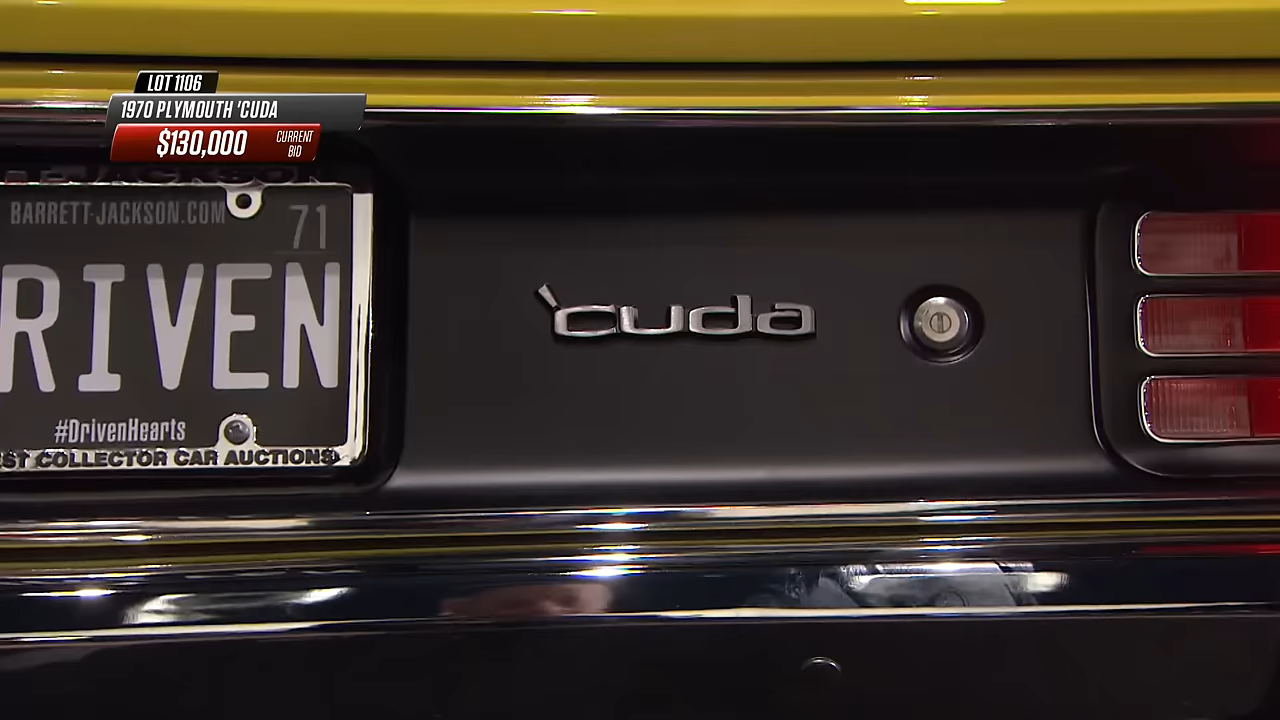 LOT 1106
1970 PLYMOUTH 'CUDA
$130,000 CURRENT BID
JACKSON
BARRETT-JACKSON.COM
71
RIVEN
#DrivenHearts
ST COLLECTOR CAR AUCTIONS
'cuda